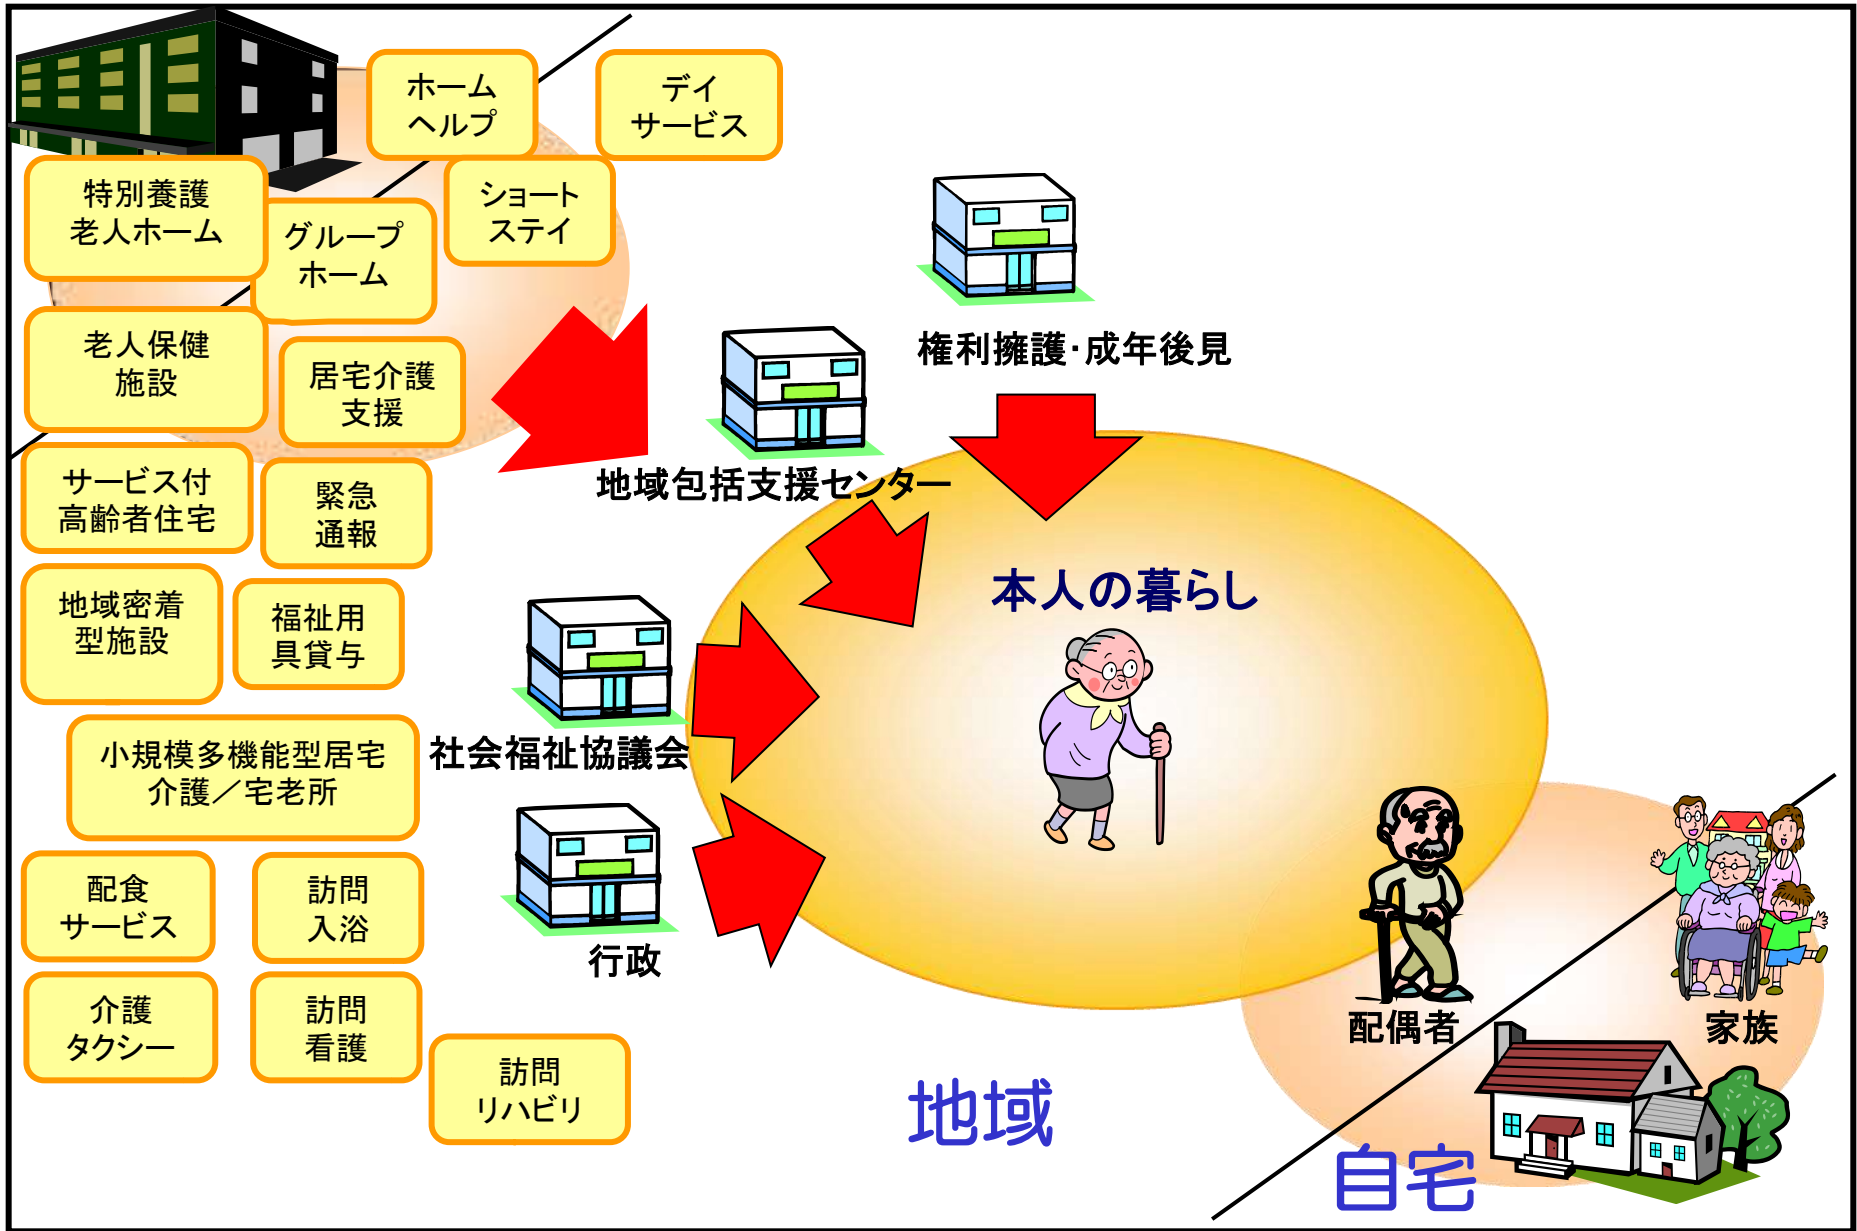 ホーム
ヘルプ
デイ
サービス
特別養護
老人ホーム
グループ
ホーム
ショート
ステイ
老人保健
施設
居宅介護
支援
権利擁護・成年後見
サービス付
高齢者住宅
緊急
通報
地域包括支援センター
地域密着
型施設
福祉用
具貸与
本人の暮らし
小規模多機能型居宅
介護／宅老所
社会福祉協議会
配食
サービス
訪問
入浴
行政
介護
タクシー
訪問
看護
訪問
リハビリ
配偶者
家族
地域
自宅